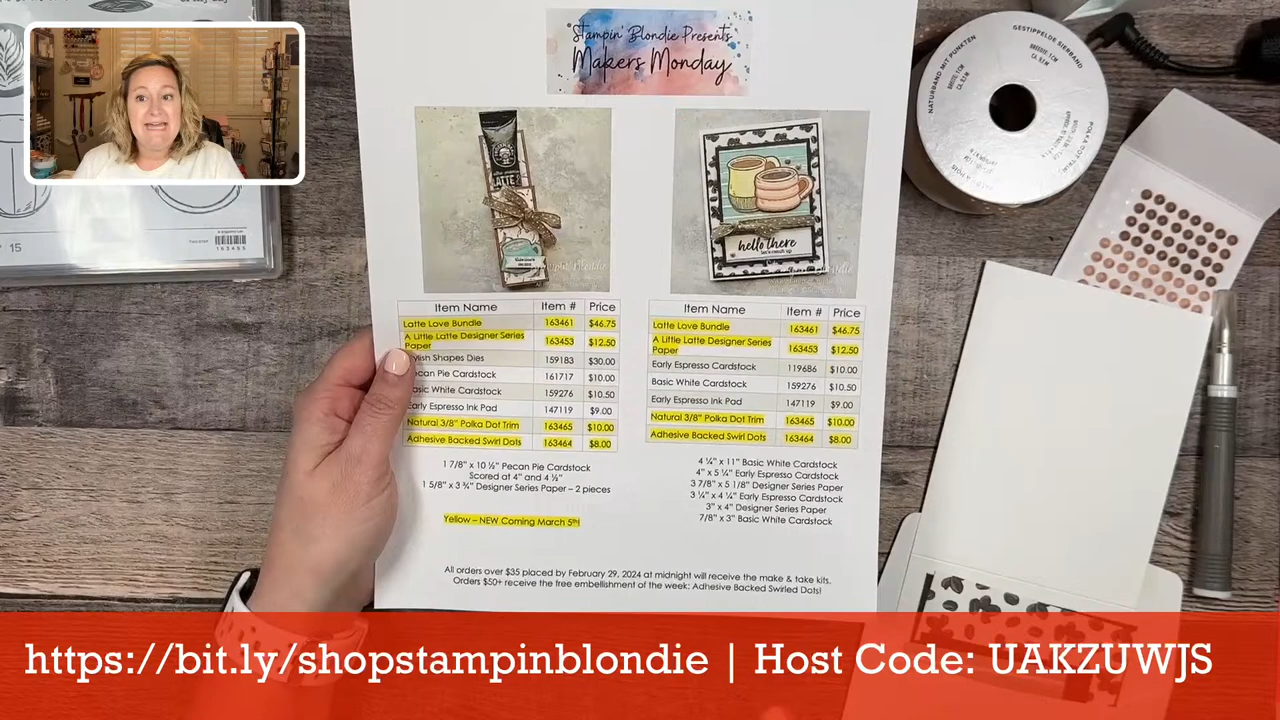 Stampin' Blondie Presents
Makers Monday
GESTIPPELDE SIERBAND
NATURBAND MIT PUNKTEN
POLKA DOT TRIM
LATTE
hello there
let's catch up
15
163455
Item Name Item # Price
Latte Love Bundle 163461 $46.75
A Little Latte Designer Series
Paper 163453 $12.50
ylish Shapes Dies 159183 $30.00
ecan Pie Cardstock 161717 $10.00
asic White Cardstock 159276 $10.50
Early Espresso Ink Pad 147119 $9.00
Natural 3/8" Polka Dot Trim 163465 $10.00
Adhesive Backed Swirl Dots 163464 $8.00
Item Name Item # Price
Latte Love Bundle 163461 $46.75
A Little Latte Designer Series
Paper 163453 $12.50
Early Espresso Cardstock 119686 $10.00
Basic White Cardstock 159276 $10.50
Early Espresso Ink Pad 147119 $9.00
Natural 3/8" Polka Dot Trim 163465 $10.00
Adhesive Backed Swirl Dots 163464 $8.00
1 7/8" x 10 ½" Pecan Pie Cardstock
Scored at 4" and 4 ½"
1 5/8" x 3 ¾" Designer Series Paper – 2 pieces
Yellow – NEW Coming March 5th!
4 ¼" x 11" Basic White Cardstock
4" x 5 ¼" Early Espresso Cardstock
3 7/8" x 5 1/8" Designer Series Paper
3 ¼" x 4 ¼" Early Espresso Cardstock
3" x 4" Designer Series Paper
7/8" x 3" Basic White Cardstock
All orders over $35 placed by February 29, 2024 at midnight will receive the make & take kits.
Orders $50+ receive the free embellishment of the week: Adhesive Backed Swirled Dots!
https://bit.ly/shopstampinblondie | Host Code: UAKZUWJS